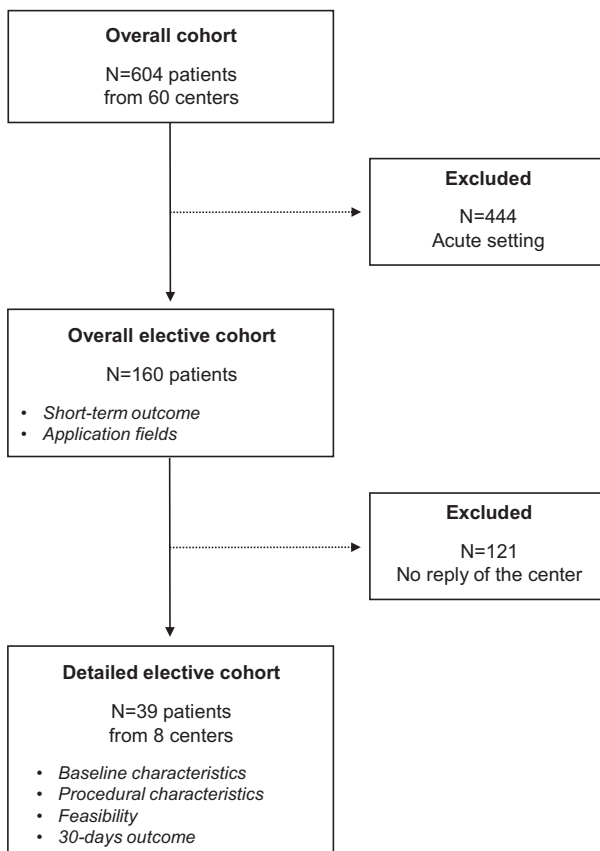 Overall cohort
N=604 patients
from 60 centers
Excluded
N=444
Acute setting
Overall elective cohort
N=160 patients
• Short-term outcome
• Application fields
Excluded
N=121
No reply of the center
Detailed elective cohort
N=39 patients
from 8 centers
• Baseline characteristics
• Procedural characteristics
• Feasibility
• 30-days outcome